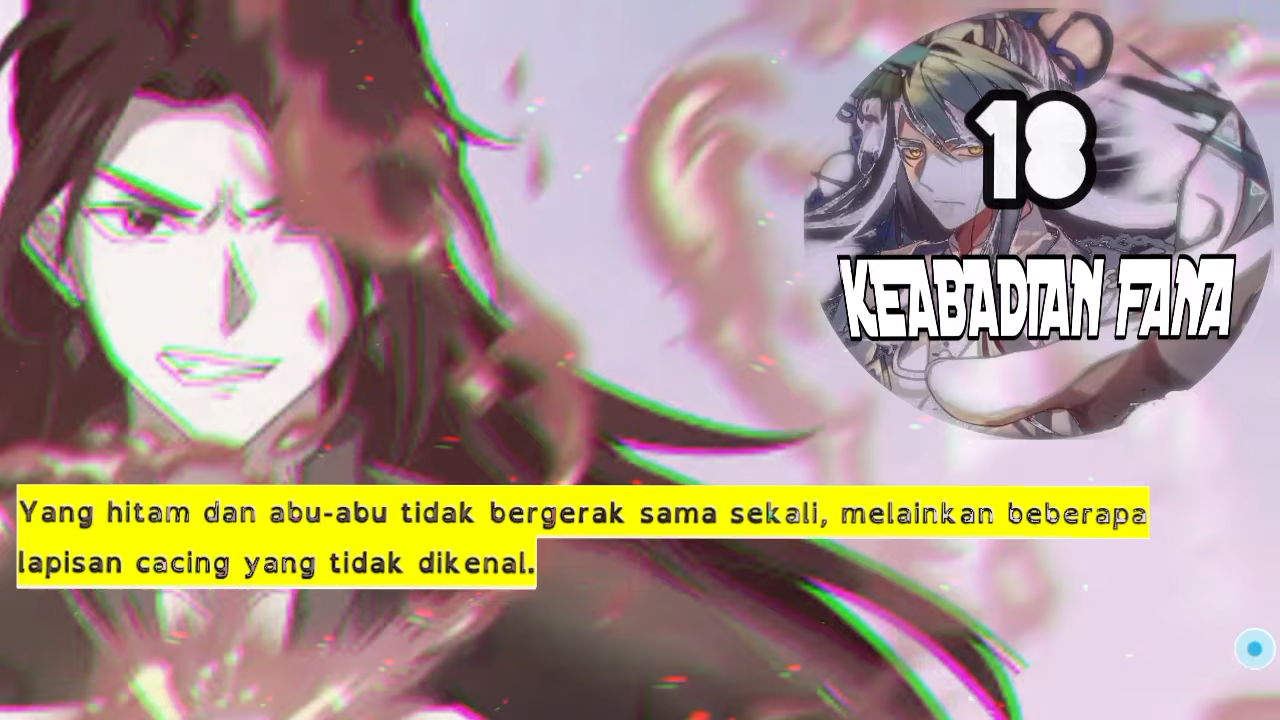 18
KEABADIAN FANA
Yang hitam dan abu-abu tidak bergerak sama sekali, melainkan beberapa
lapisan cacing yang tidak dikenal.